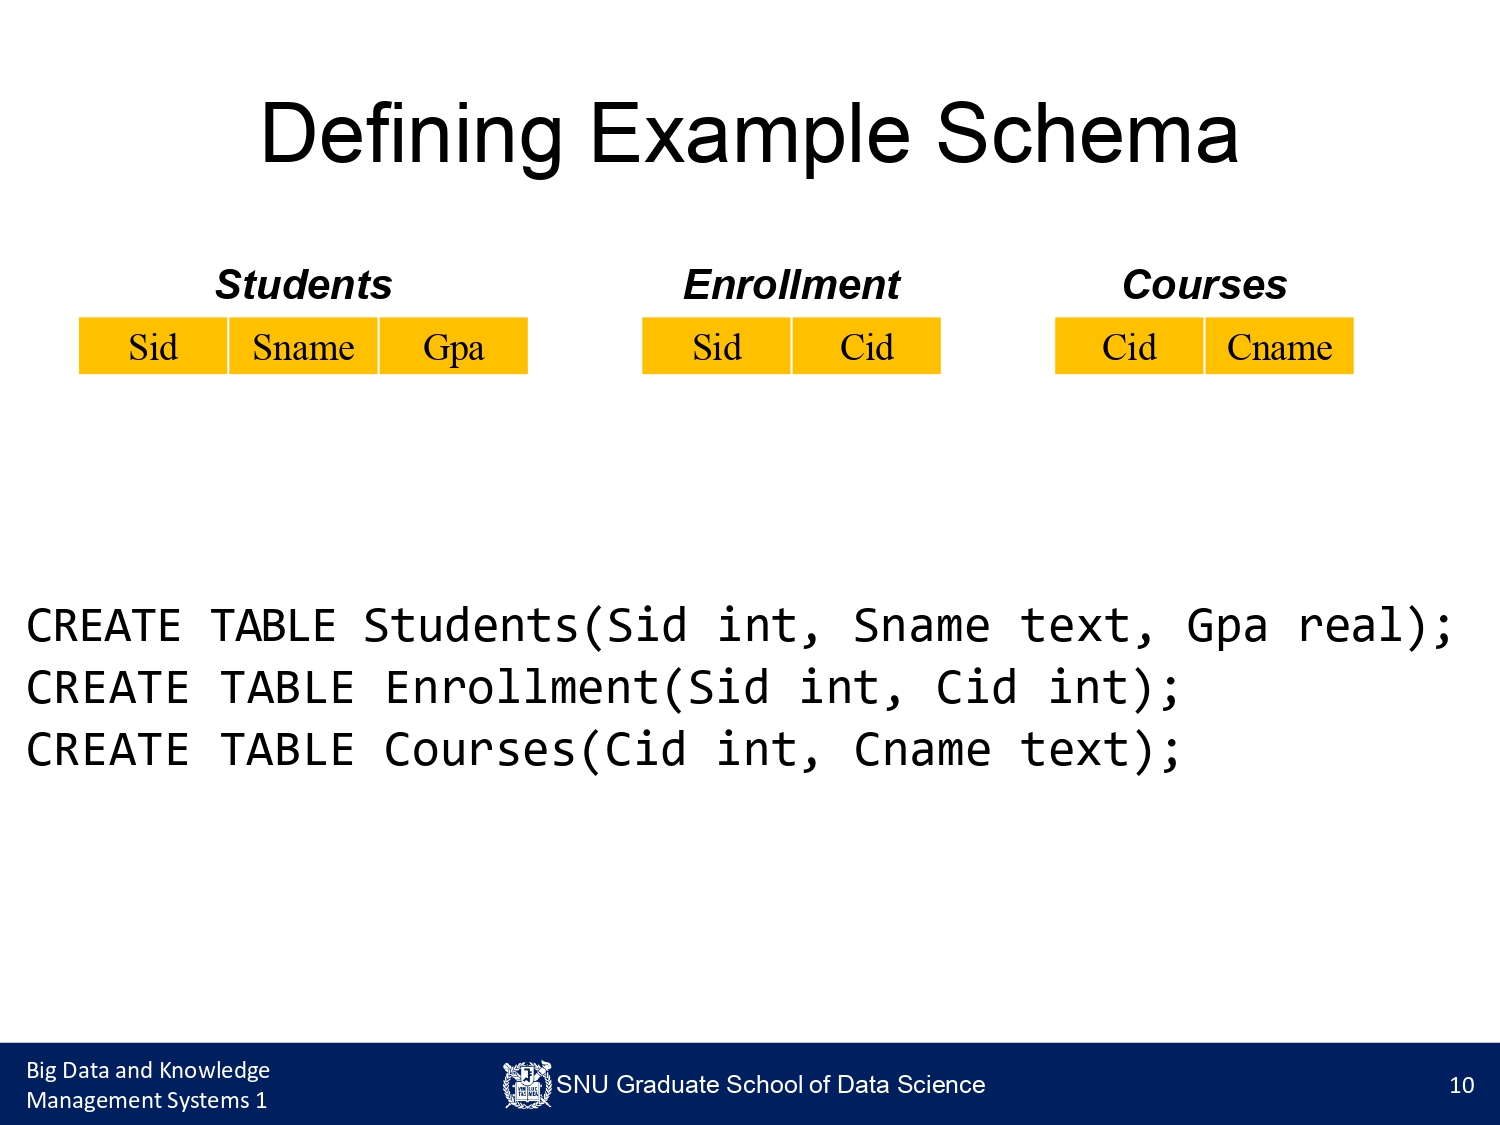 Defining Example Schema
Students
Sid Sname Gpa
Enrollment
Sid Cid
Courses
Cid Cname
CREATE TABLE Students(Sid int, Sname text, Gpa real);
CREATE TABLE Enrollment(Sid int, Cid int);
CREATE TABLE Courses(Cid int, Cname text);
Big Data and Knowledge
Management Systems 1
SNU Graduate School of Data Science
10